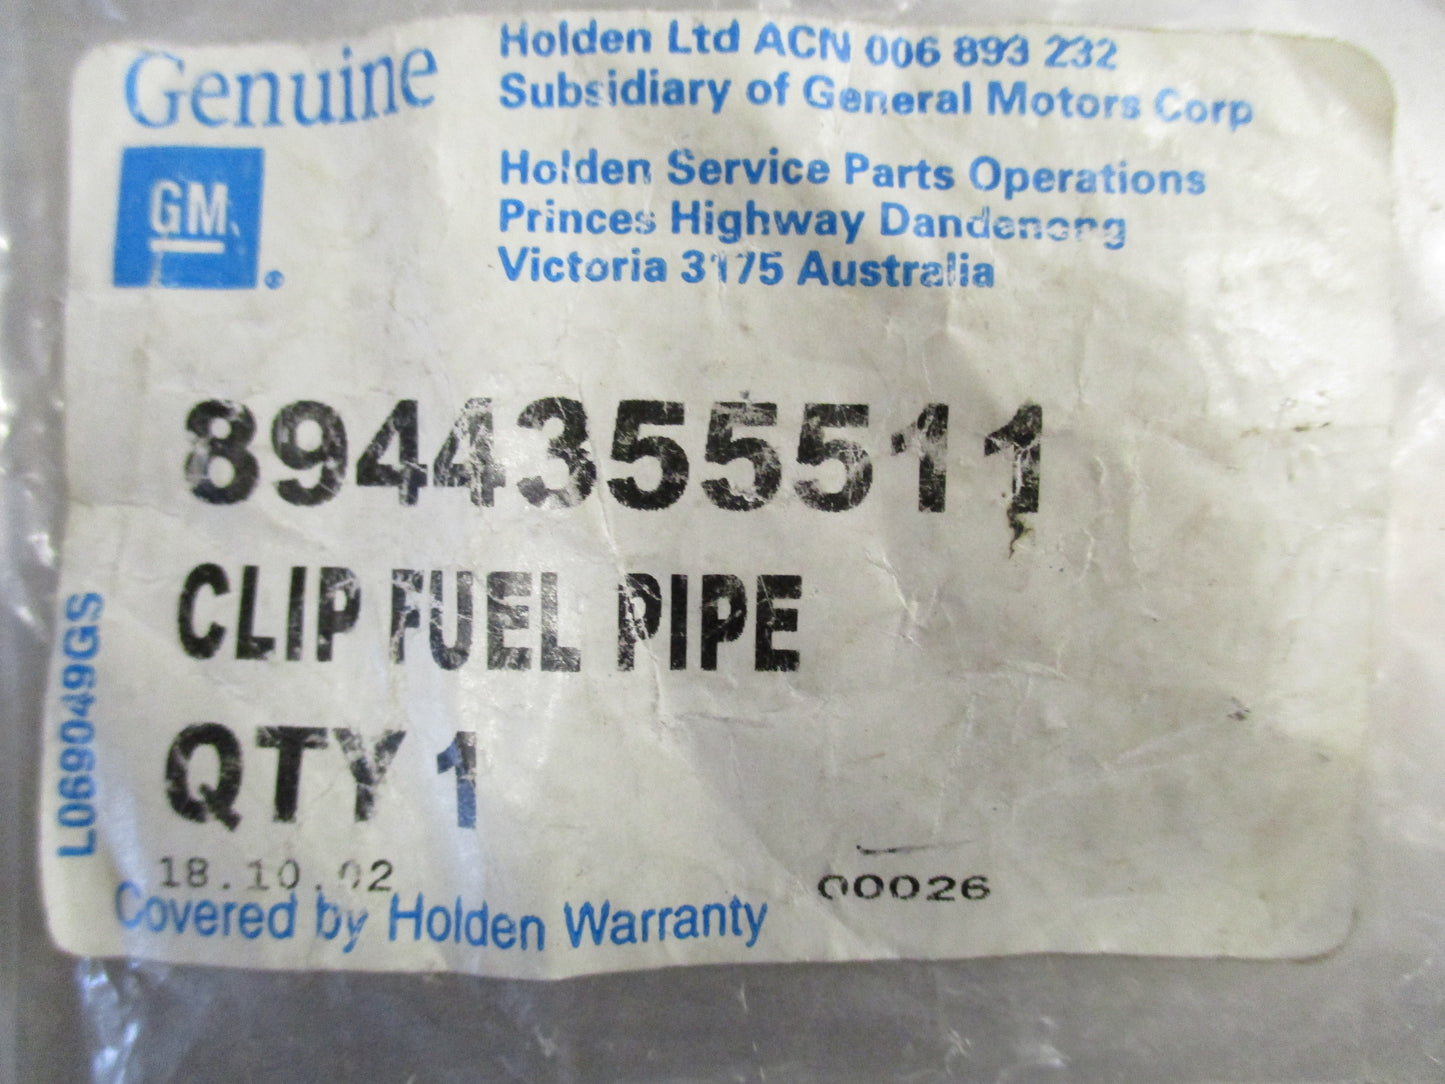 Genuine
GM®
Holden Ltd ACN 006 893 232
Subsidiary of General Motors Corp
Holden Service Parts Operations
Princes Highway Dandenong
Victoria 3175 Australia
8944355511
CLIP FUEL PIPE
QTY 1
18.10.02
00026
Covered by Holden Warranty
L069049GS